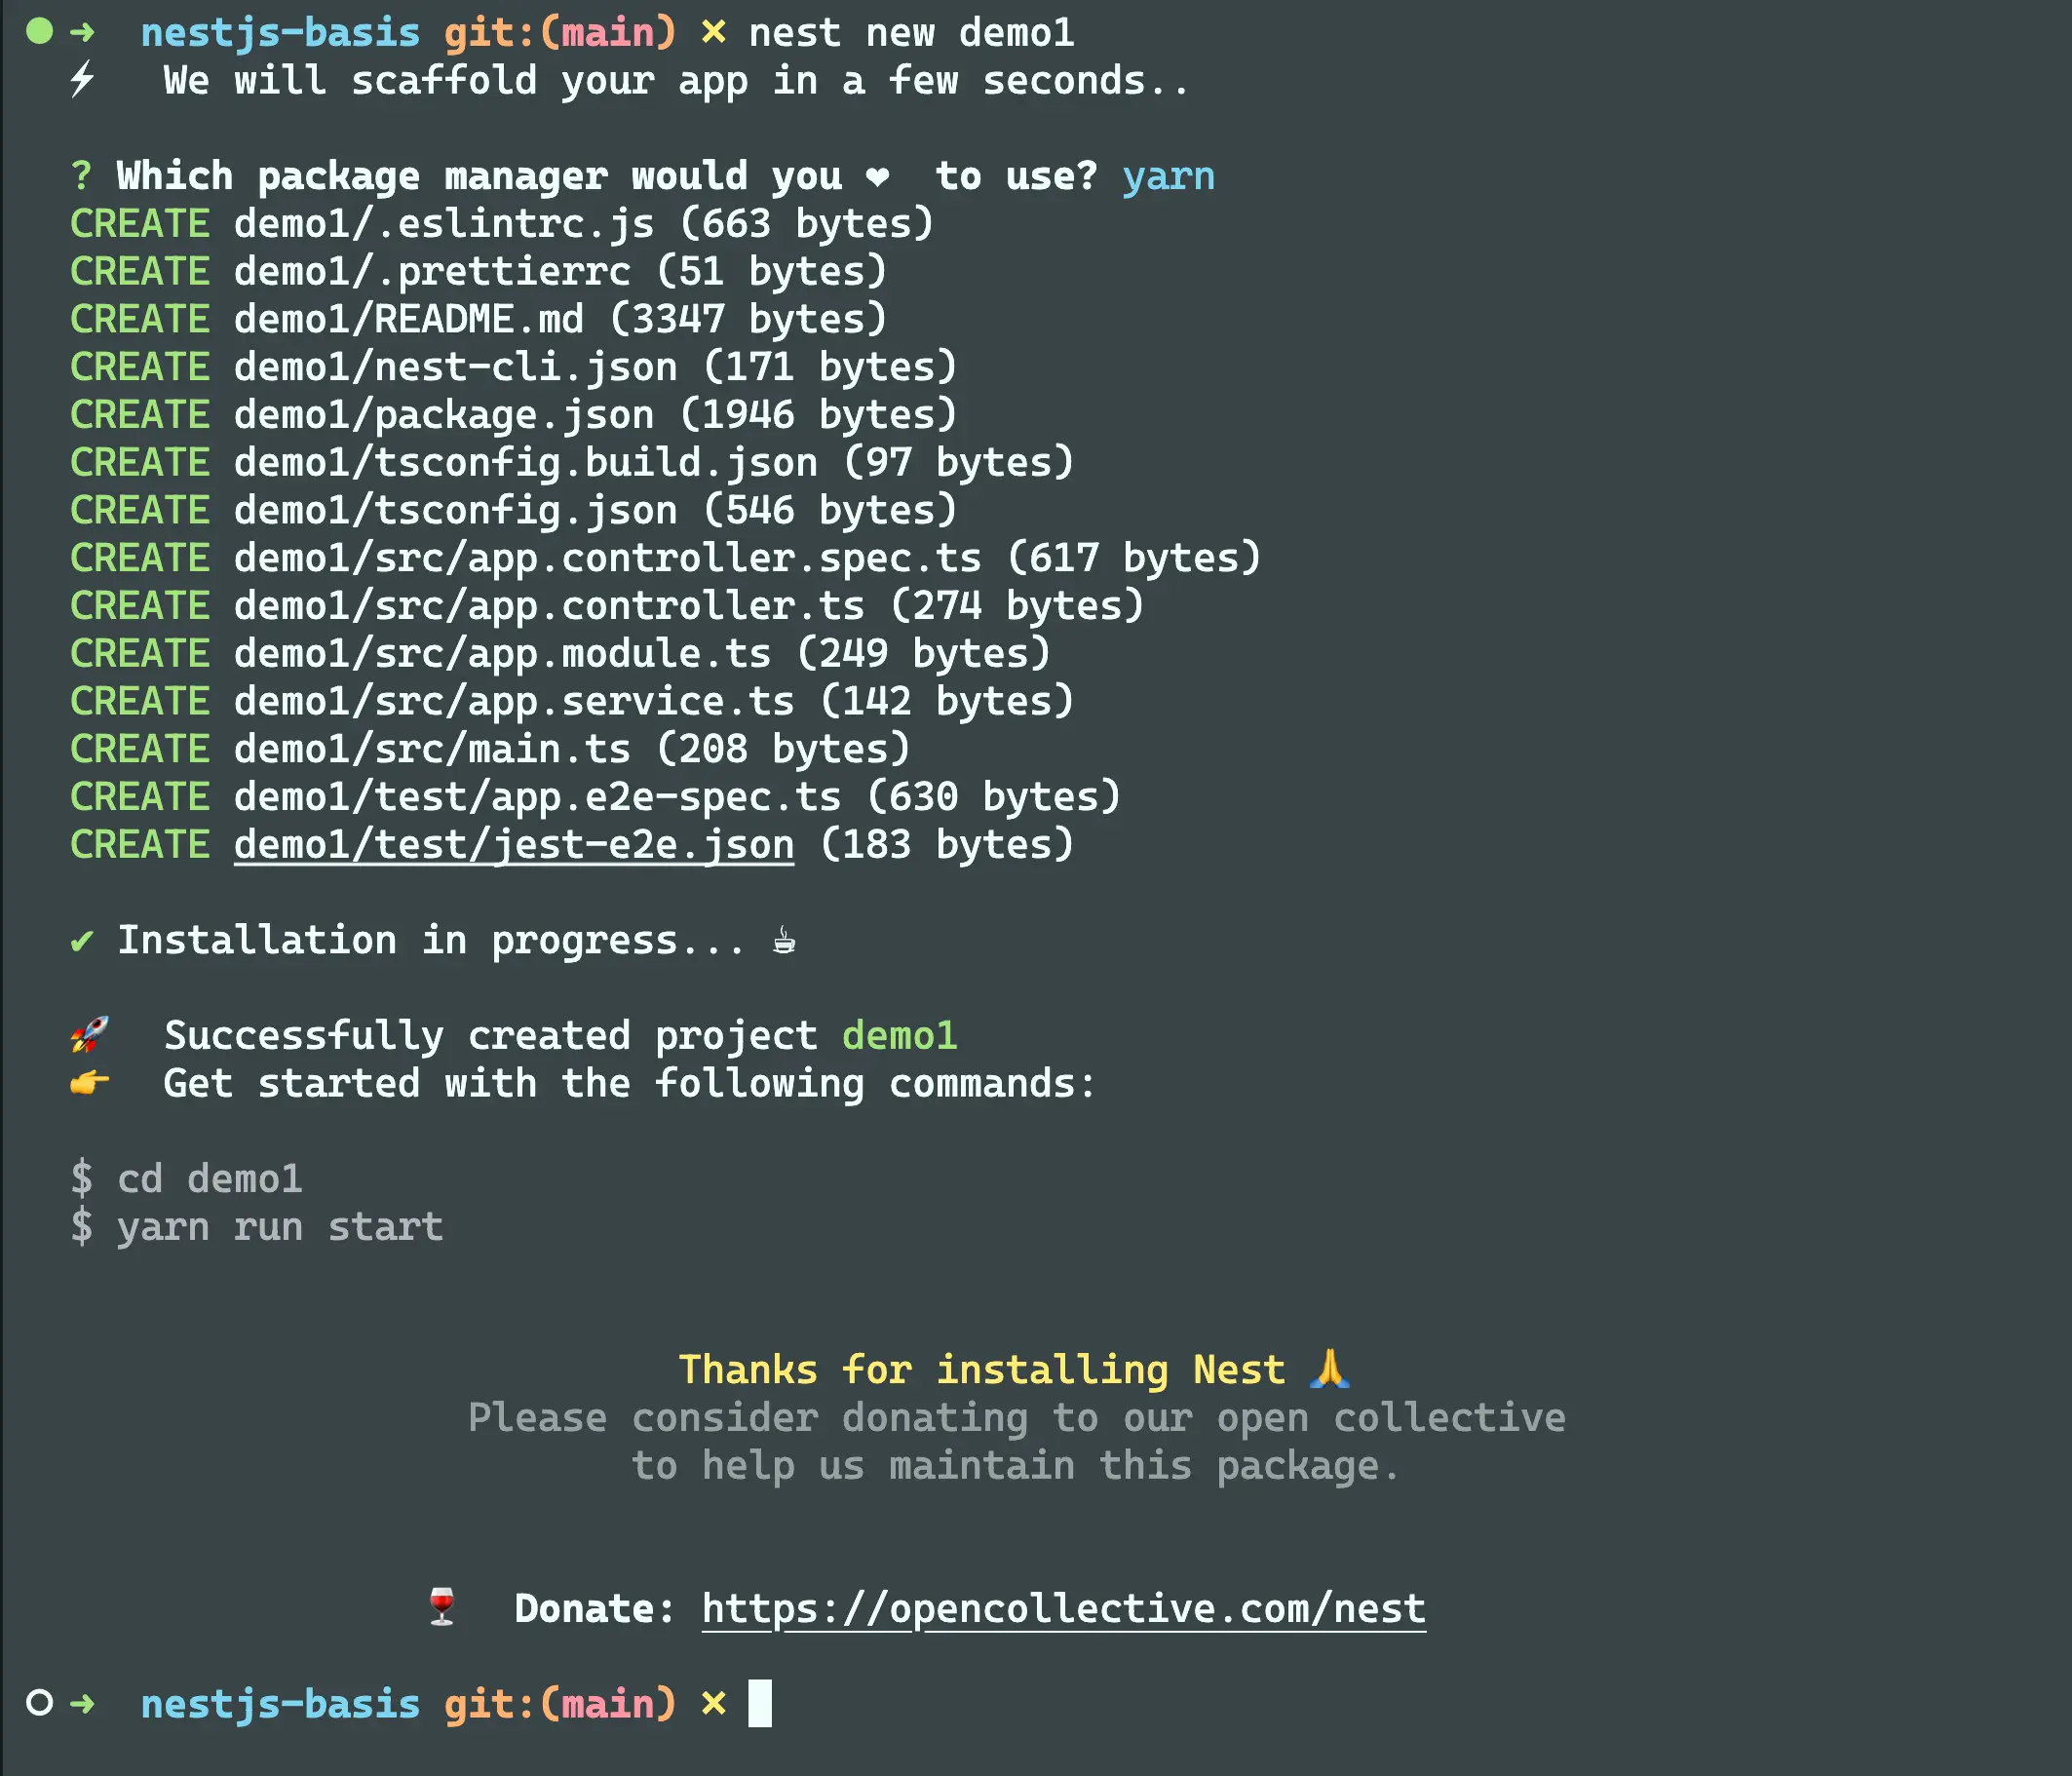 ➜  nestjs-basis git:(main) ✗ nest new demo1
⚡  We will scaffold your app in a few seconds..
? Which package manager would you ❤  to use? yarn
CREATE demo1/.eslintrc.js (663 bytes)
CREATE demo1/.prettierrc (51 bytes)
CREATE demo1/README.md (3347 bytes)
CREATE demo1/nest-cli.json (171 bytes)
CREATE demo1/package.json (1946 bytes)
CREATE demo1/tsconfig.build.json (97 bytes)
CREATE demo1/tsconfig.json (546 bytes)
CREATE demo1/src/app.controller.spec.ts (617 bytes)
CREATE demo1/src/app.controller.ts (274 bytes)
CREATE demo1/src/app.module.ts (249 bytes)
CREATE demo1/src/app.service.ts (142 bytes)
CREATE demo1/src/main.ts (208 bytes)
CREATE demo1/test/app.e2e-spec.ts (630 bytes)
CREATE demo1/test/jest-e2e.json (183 bytes)
✔ Installation in progress... ☕
🚀  Successfully created project demo1
👉  Get started with the following commands:
$ cd demo1
$ yarn run start
Thanks for installing Nest 🙏
Please consider donating to our open collective
to help us maintain this package.
🍷  Donate: https://opencollective.com/nest
➜  nestjs-basis git:(main) ✗